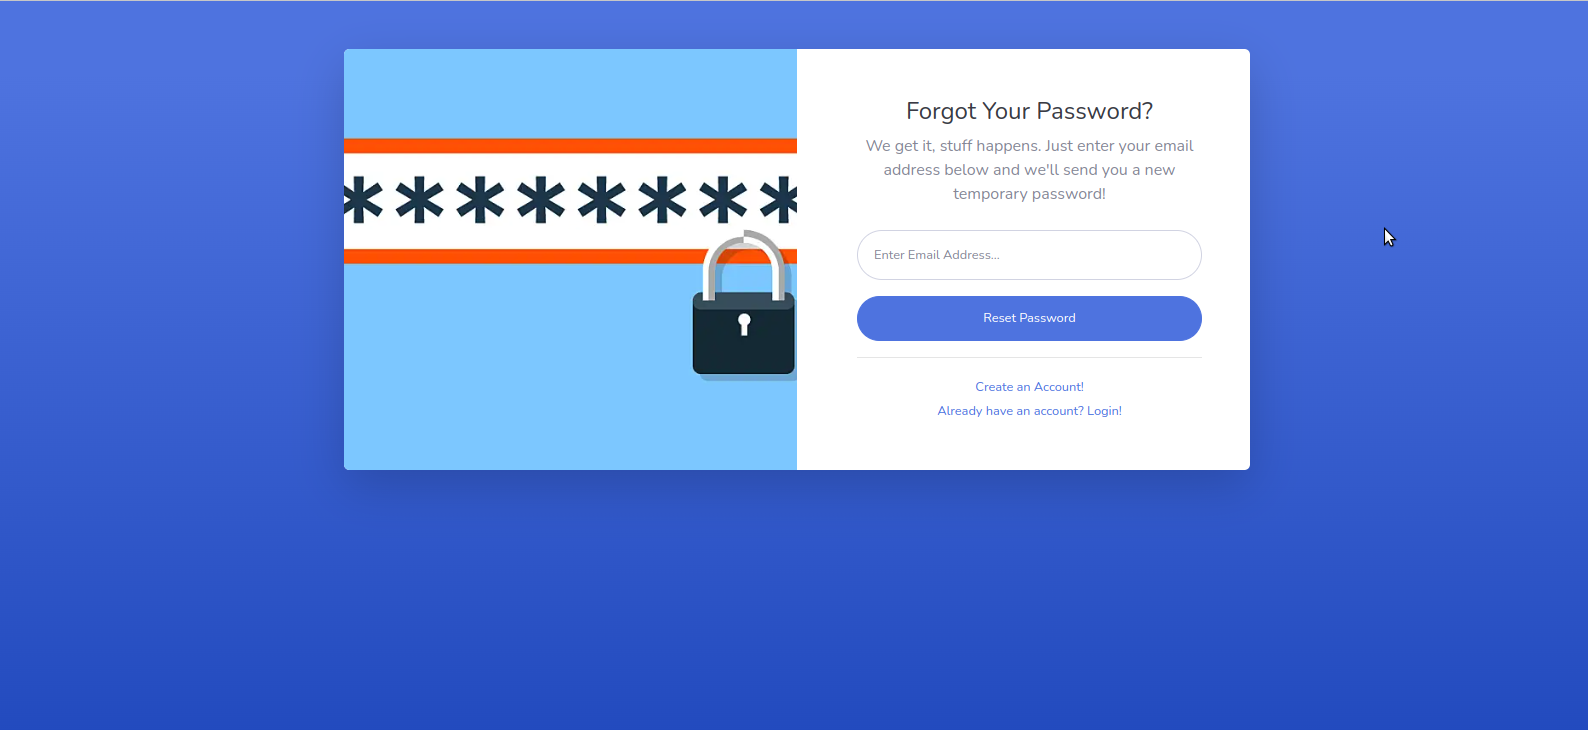 Forgot Your Password?
We get it, stuff happens. Just enter your email
address below and we'll send you a new
temporary password!
Enter Email Address...
Reset Password
Create an Account!
Already have an account? Login!